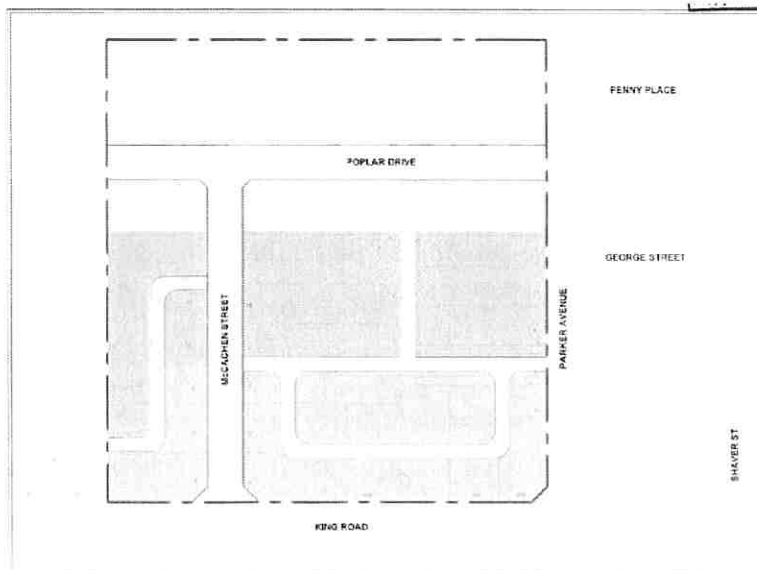 PENNY PLACE
POPLAR DRIVE
GEORGE STREET
McCACHEN STREET
PARKER AVENUE
SHAVER ST
KING ROAD